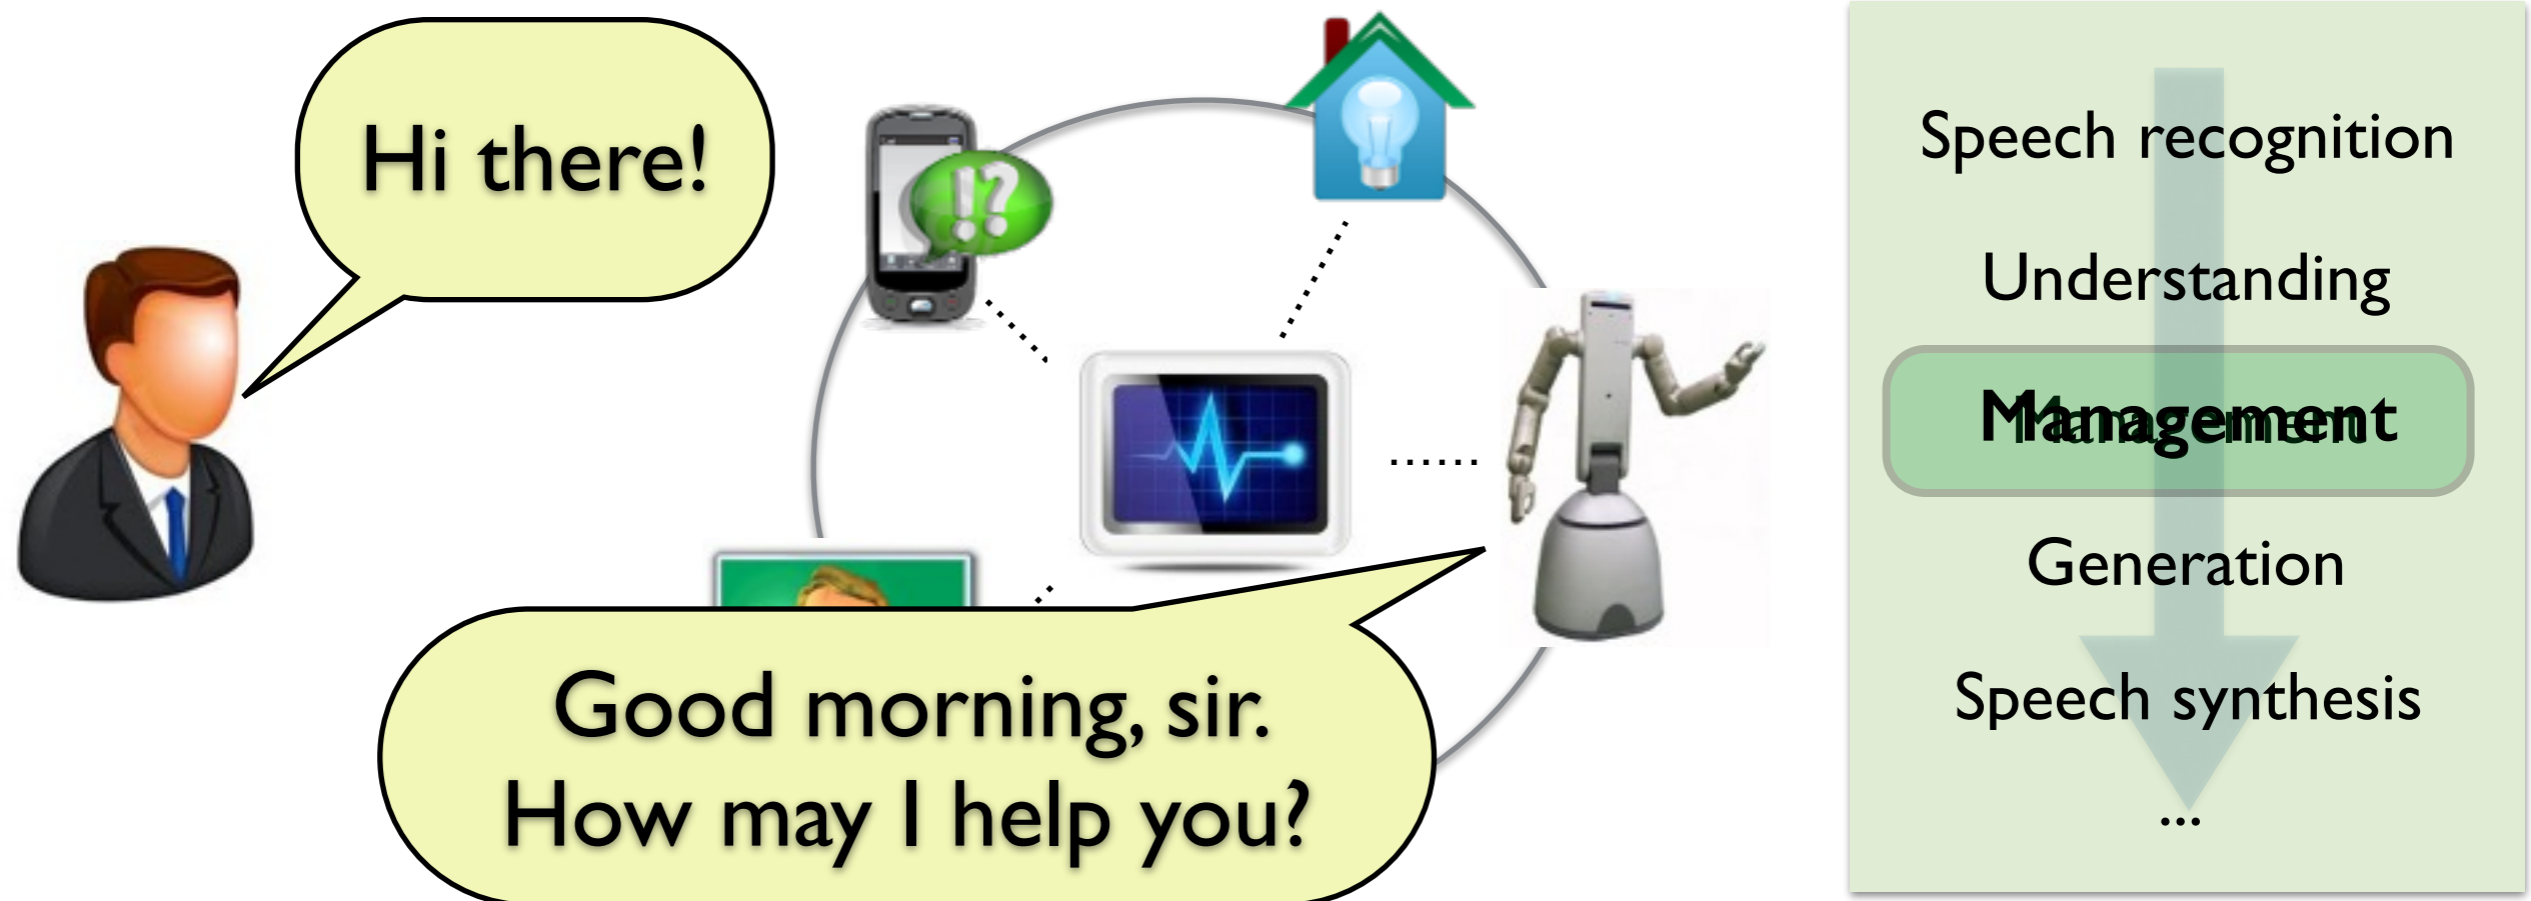 Hi there!
!?
Good morning, sir.
How may I help you?
Speech recognition
Understanding
Management
Generation
Speech synthesis
...